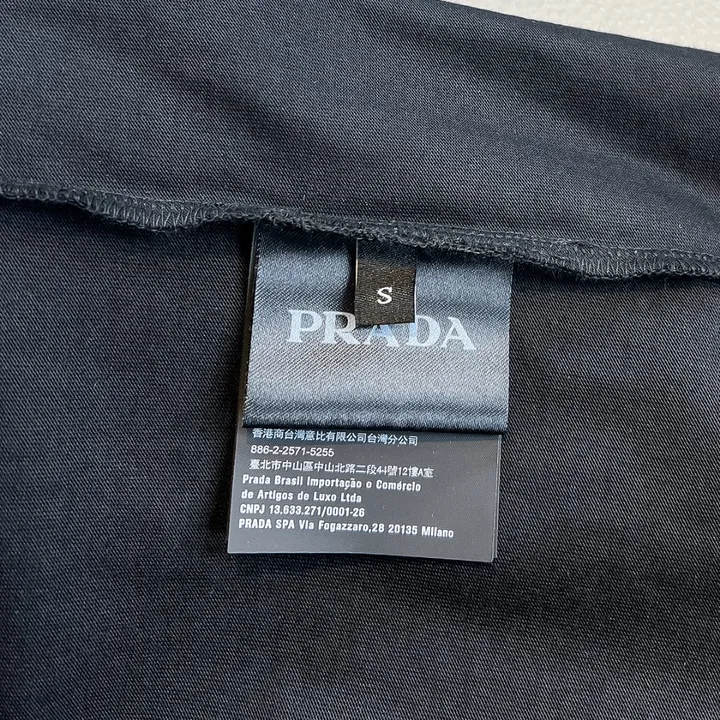 S
PRADA
香港商台灣意比有限公司台灣分公司
886-2-2571-5255
臺北市中山區中山北路二段44號12樓A室
Prada Brasil Importação o Comércio
de Artigos de Luxo Ltda
CNPJ 13.633.271/0001-26
PRADA SPA Via Fogazzaro,28 20135 Milano